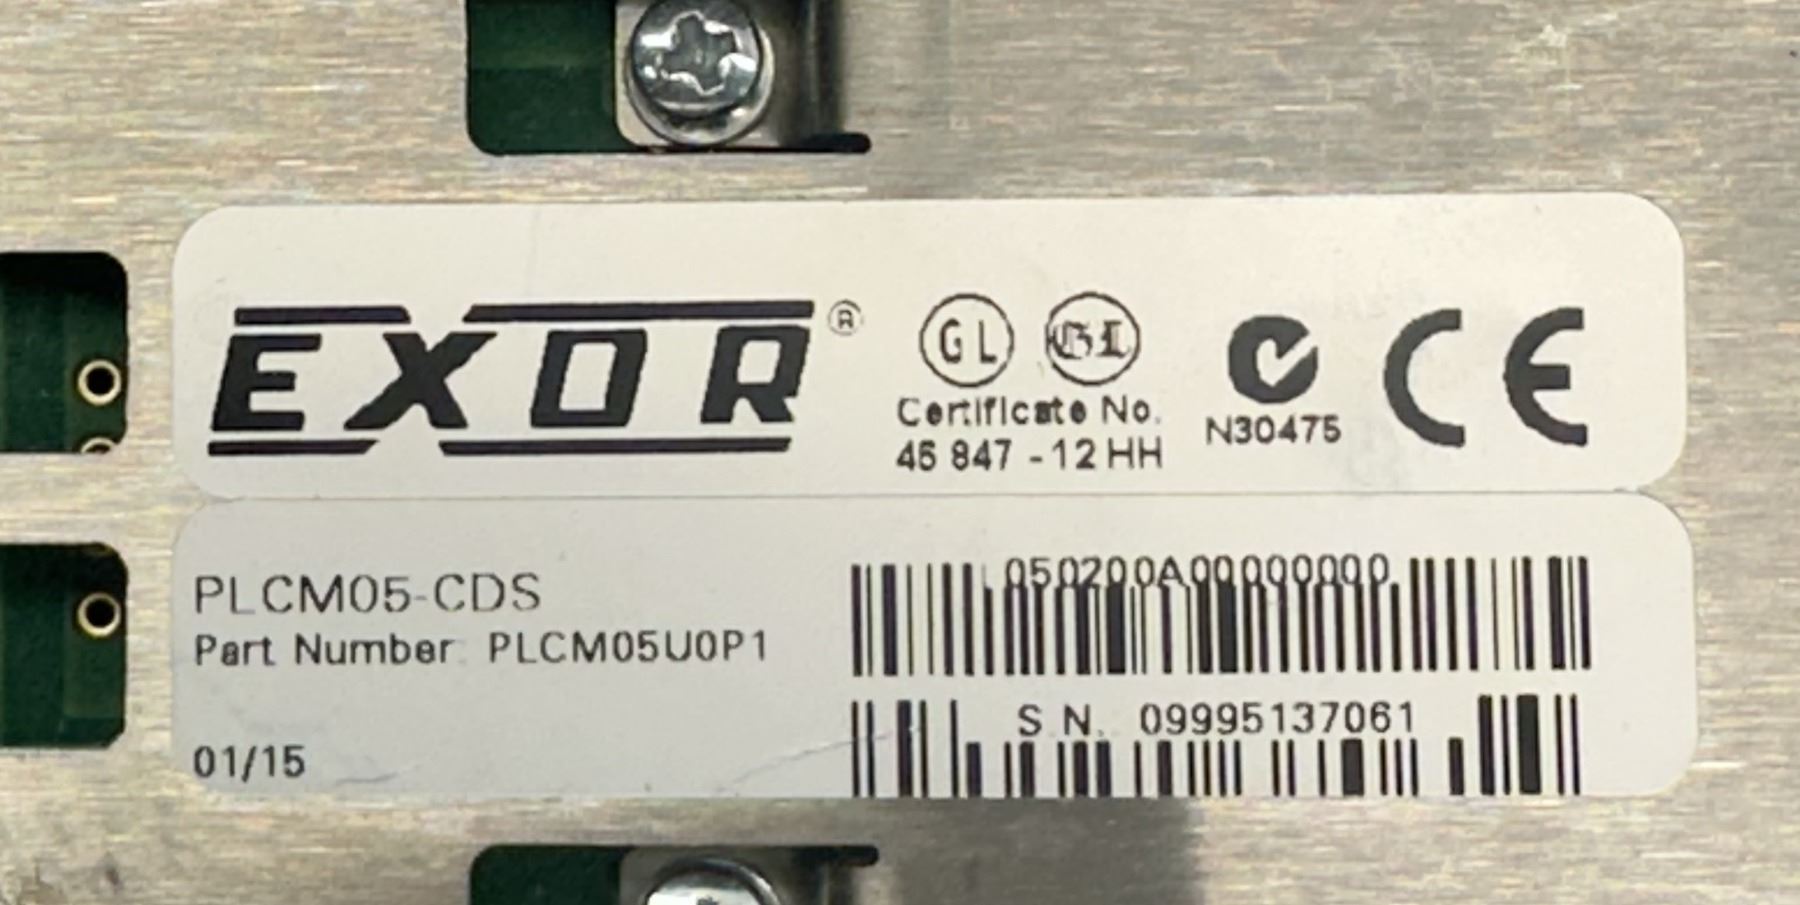 EXOR®
GL GL
Certificate No.
46 847 - 12 HH
N30475
CE
PLCM05-CDS
Part Number: PLCM05U0P1
01/15
050200A00000000
S.N. 09995137061